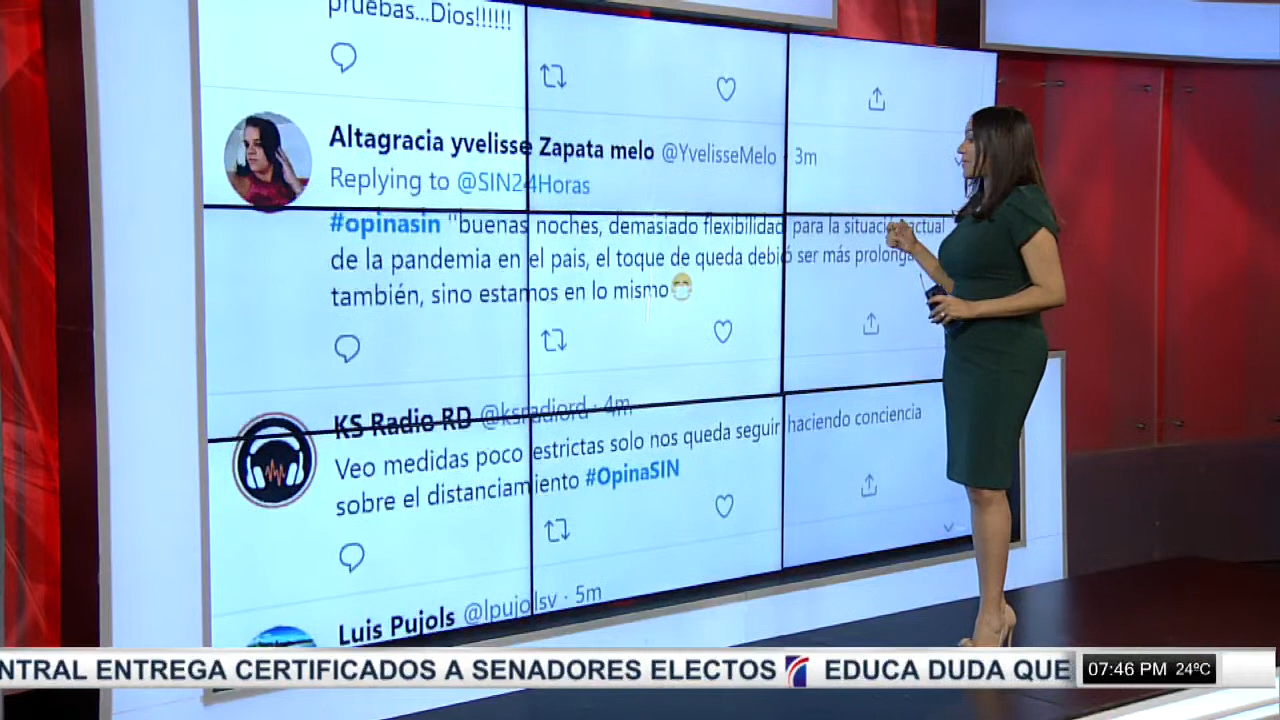 pruebas...Dios!!!!!!
Altagracia yvelisse Zapata melo @YvelisseMelo · 3m
Replying to @SIN24Horas
#opinasin "buenas noches, demasiado flexibilidad para la situación actual
de la pandemia en el pais, el toque de queda debió ser más prolonga
también, sino estamos en lo mismo
KS Radio RD @ksradiord · 4m
Veo medidas poco estrictas solo nos queda seguir haciendo conciencia
sobre el distanciamiento #OpinaSIN
Luis Pujols @lpujolsv · 5m
NTRAL ENTREGA CERTIFICADOS A SENADORES ELECTOS EDUCA DUDA QUE
07:46 PM 24ºC